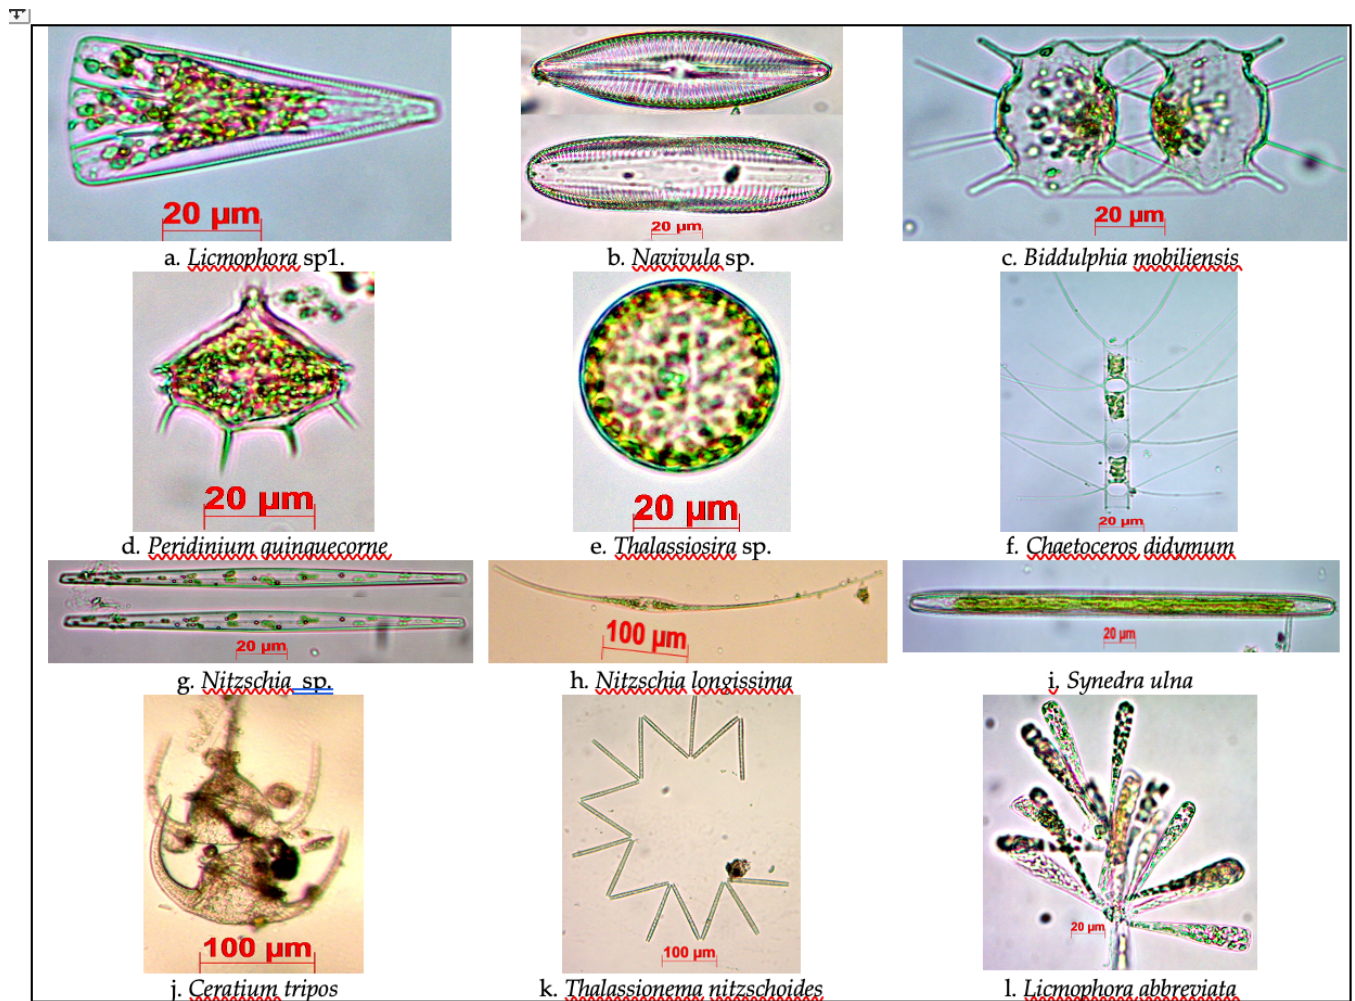 20 µm
20 µm
20 µm
a. Licmophora sp1.
b. Navivula sp.
c. Biddulphia mobiliensis
20 µm
20 µm
20 µm
d. Peridinium quinquecorne
e. Thalassiosira sp.
f. Chaetoceros didymum
20 µm
100 µm
20 µm
g. Nitzschia sp.
h. Nitzschia longissima
i. Synedra ulna
100 µm
100 µm
20 µm
j. Ceratium tripos
k. Thalassionema nitzschoides
l. Licmophora abbreviata